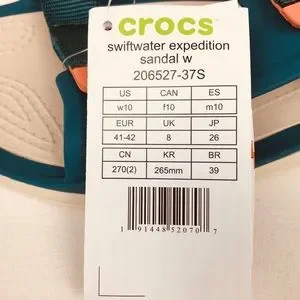 crocs™
swiftwater expedition
sandal w
206527-37S
US CAN ES
w10 f10 m10
EUR UK JP
41-42 8 26
CN KR BR
270(2) 265mm 39
1 91448 52070 7